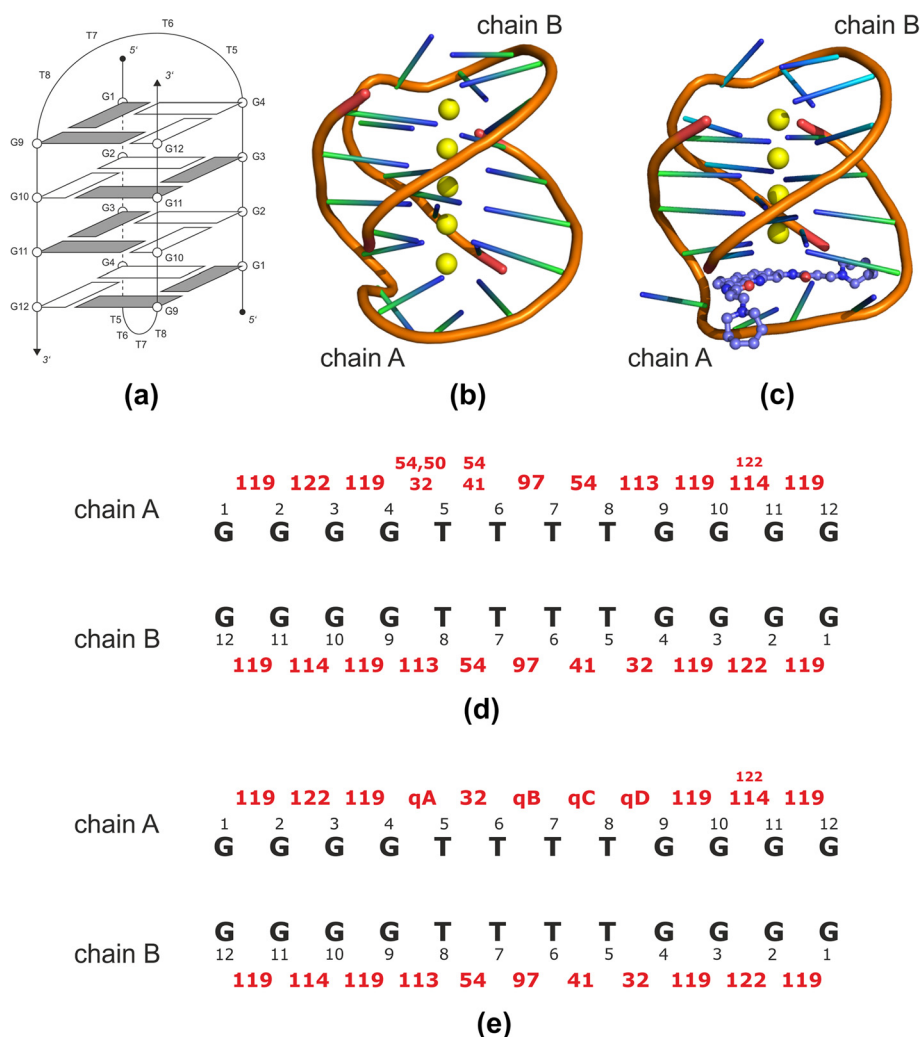 T6
T7
T5
T8
5'
3'
G1
G4
G9
G12
G2
G3
G10
G11
G3
G2
G11
G10
G4
G1
G12
G9
T5
T8
T6
T7
5'
3'
(a)
chain B
chain A
(b)
chain B
chain A
(c)
54,50 54 122
119 122 119 32 41 97 54 113 119 114 119
chain A
1 2 3 4 5 6 7 8 9 10 11 12
G G G G T T T T G G G G
G G G G T T T T G G G G
chain B
12 11 10 9 8 7 6 5 4 3 2 1
119 114 119 113 54 97 41 32 119 122 119
(d)
122
119 122 119 qA 32 qB qC qD 119 114 119
chain A
1 2 3 4 5 6 7 8 9 10 11 12
G G G G T T T T G G G G
G G G G T T T T G G G G
chain B
12 11 10 9 8 7 6 5 4 3 2 1
119 114 119 113 54 97 41 32 119 122 119
(e)